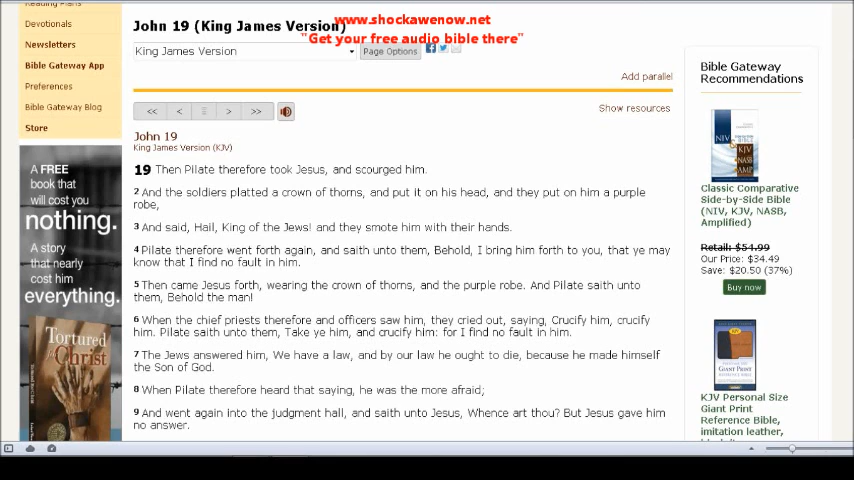 Reading Plans
Devotionals
Newsletters
Bible Gateway App
Preferences
Bible Gateway Blog
Store
A FREE
book that
will cost you
nothing.
A story
that nearly
cost him
everything.
Tortured
for Christ
John 19 (King James Version)
www.shockawenow.net
"Get your free audio bible there"
King James Version
Page Options
Add parallel
<<
<
>
>>
Show resources
John 19
King James Version (KJV)
19 Then Pilate therefore took Jesus, and scourged him.
2 And the soldiers platted a crown of thorns, and put it on his head, and they put on him a purple
robe,
3 And said, Hail, King of the Jews! and they smote him with their hands.
4 Pilate therefore went forth again, and saith unto them, Behold, I bring him forth to you, that ye may
know that I find no fault in him.
5 Then came Jesus forth, wearing the crown of thorns, and the purple robe. And Pilate saith unto
them, Behold the man!
6 When the chief priests therefore and officers saw him, they cried out, saying, Crucify him, crucify
him. Pilate saith unto them, Take ye him, and crucify him: for I find no fault in him.
7 The Jews answered him, We have a law, and by our law he ought to die, because he made himself
the Son of God.
8 When Pilate therefore heard that saying, he was the more afraid;
9 And went again into the judgment hall, and saith unto Jesus, Whence art thou? But Jesus gave him
no answer.
Bible Gateway
Recommendations
NIV
KJV
NASB
AMP
Classic Comparative
Side-by-Side Bible
(NIV, KJV, NASB,
Amplified)
Retail: $54.99
Our Price: $34.49
Save: $20.50 (37%)
Buy now
GIANT PRINT
KJV Personal Size
Giant Print
Reference Bible,
imitation leather,